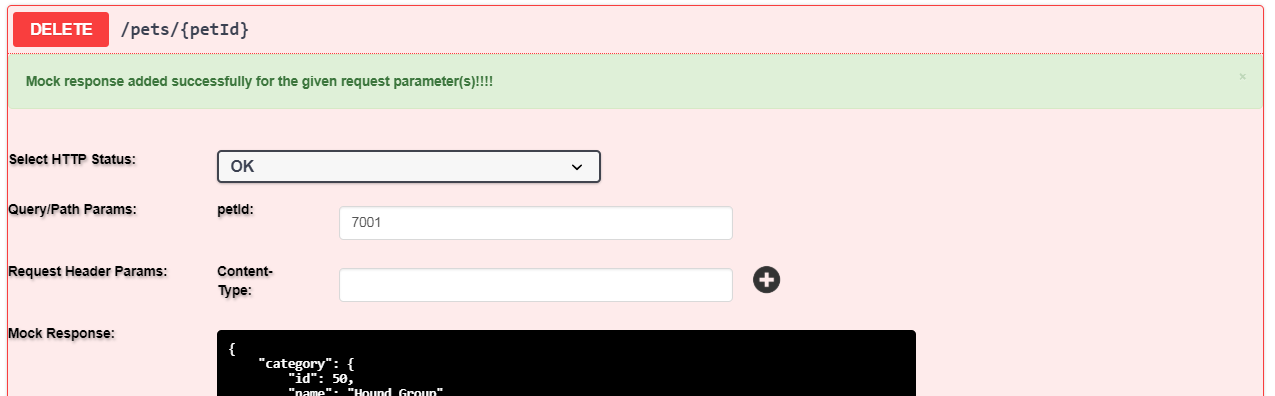 DELETE /pets/{petId}
Mock response added successfully for the given request parameter(s)!!!!
×
Select HTTP Status:
OK
Query/Path Params:
petId:
7001
Request Header Params:
Content-
Type:
Mock Response:
{
"category": {
"id": 50,
"name": "Hound Group"